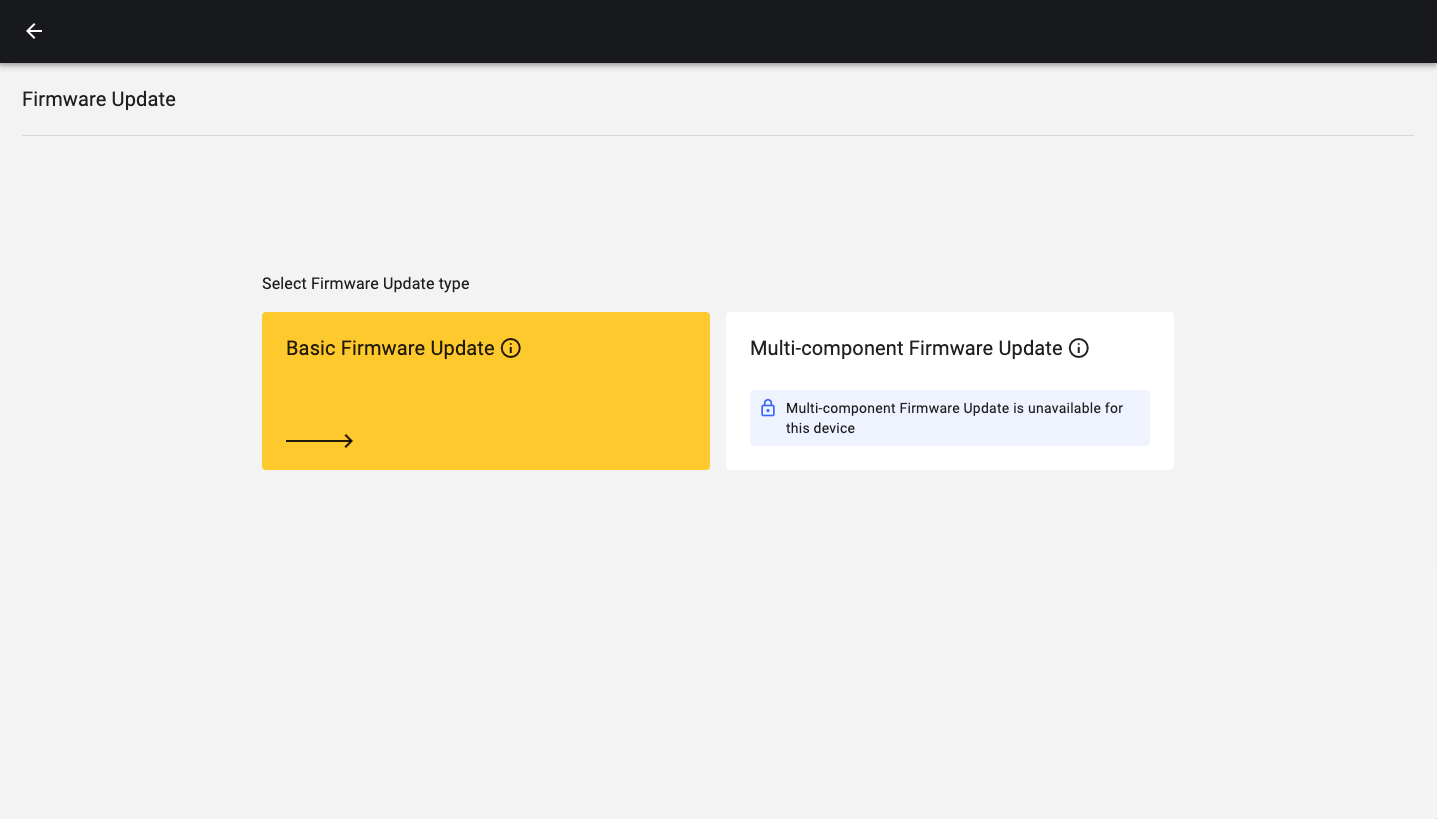 Firmware Update
Select Firmware Update type
Basic Firmware Update
Multi-component Firmware Update
Multi-component Firmware Update is unavailable for
this device